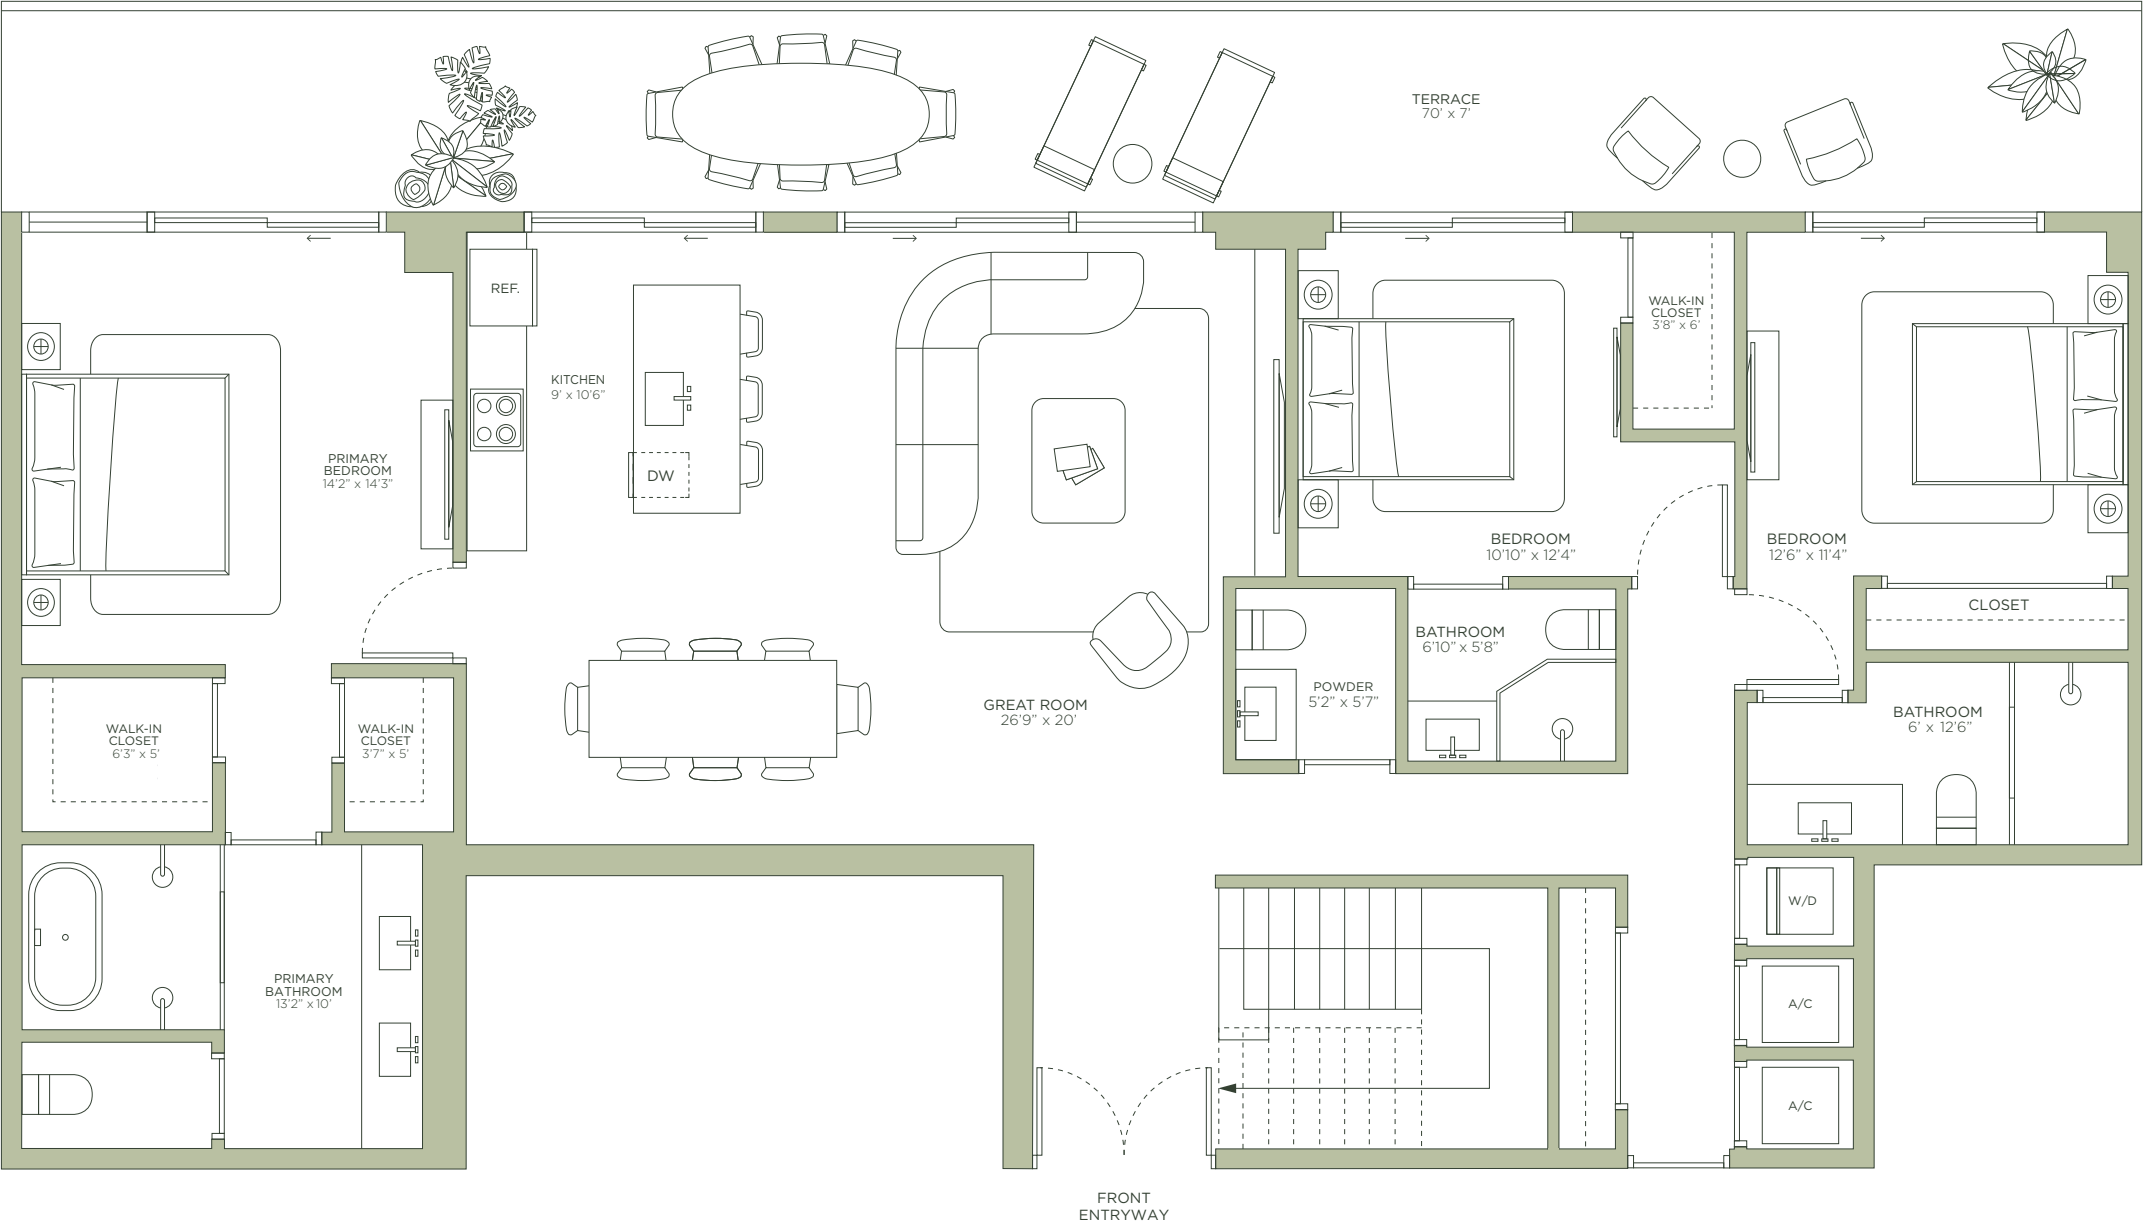 TERRACE
70' x 7'
REF.
KITCHEN
9' x 10'6"
DW
PRIMARY
BEDROOM
14'2" x 14'3"
WALK-IN
CLOSET
3'8" x 6'
BEDROOM
10'10" x 12'4"
BEDROOM
12'6" x 11'4"
CLOSET
BATHROOM
6'10" x 5'8"
POWDER
5'2" x 5'7"
GREAT ROOM
26'9" x 20'
BATHROOM
6' x 12'6"
WALK-IN
CLOSET
6'3" x 5'
WALK-IN
CLOSET
3'7" x 5'
W/D
PRIMARY
BATHROOM
13'2" x 10'
A/C
A/C
FRONT
ENTRYWAY